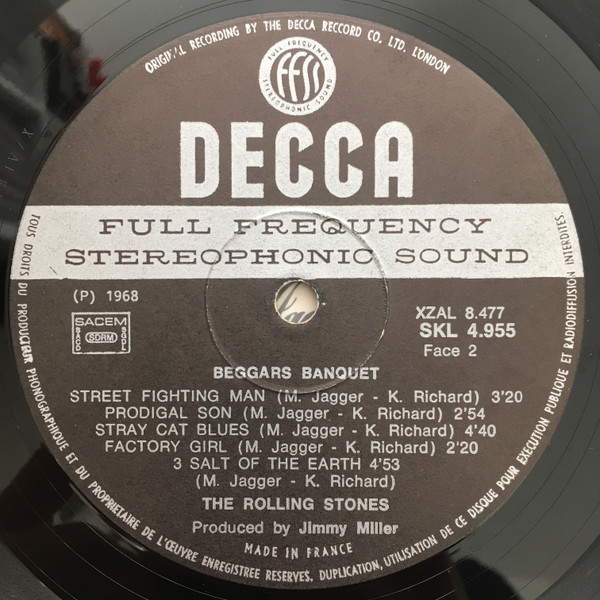 ORIGINAL RECORDING BY THE DECCA RECCORD CO. LTD. LONDON
FULL FREQUENCY
ffss
STEREOPHONIC SOUND
DECCA
FULL FREQUENCY
STEREOPHONIC SOUND
(P) 1968
SACEM
SACD
SDRM
SGDL
XZAL 8.477
SKL 4.955
Face 2
BEGGARS BANQUET
STREET FIGHTING MAN (M. Jagger - K. Richard) 3'20
PRODIGAL SON (M. Jagger - K. Richard) 2'54
STRAY CAT BLUES (M. Jagger - K. Richard) 4'40
FACTORY GIRL (M. Jagger - K. Richard) 2'20
3 SALT OF THE EARTH 4'53
(M. Jagger - K. Richard)
THE ROLLING STONES
Produced by Jimmy Miller
MADE IN FRANCE
TOUS DROITS DU PRODUCTEUR PHONOGRAPHIQUE ET DU PROPRIETAIRE DE L'ŒUVRE ENREGISTREE RESERVES. DUPLICATION, UTILISATION DE CE DISQUE POUR EXECUTION PUBLIQUE ET RADIODIFFUSION INTERDITES.